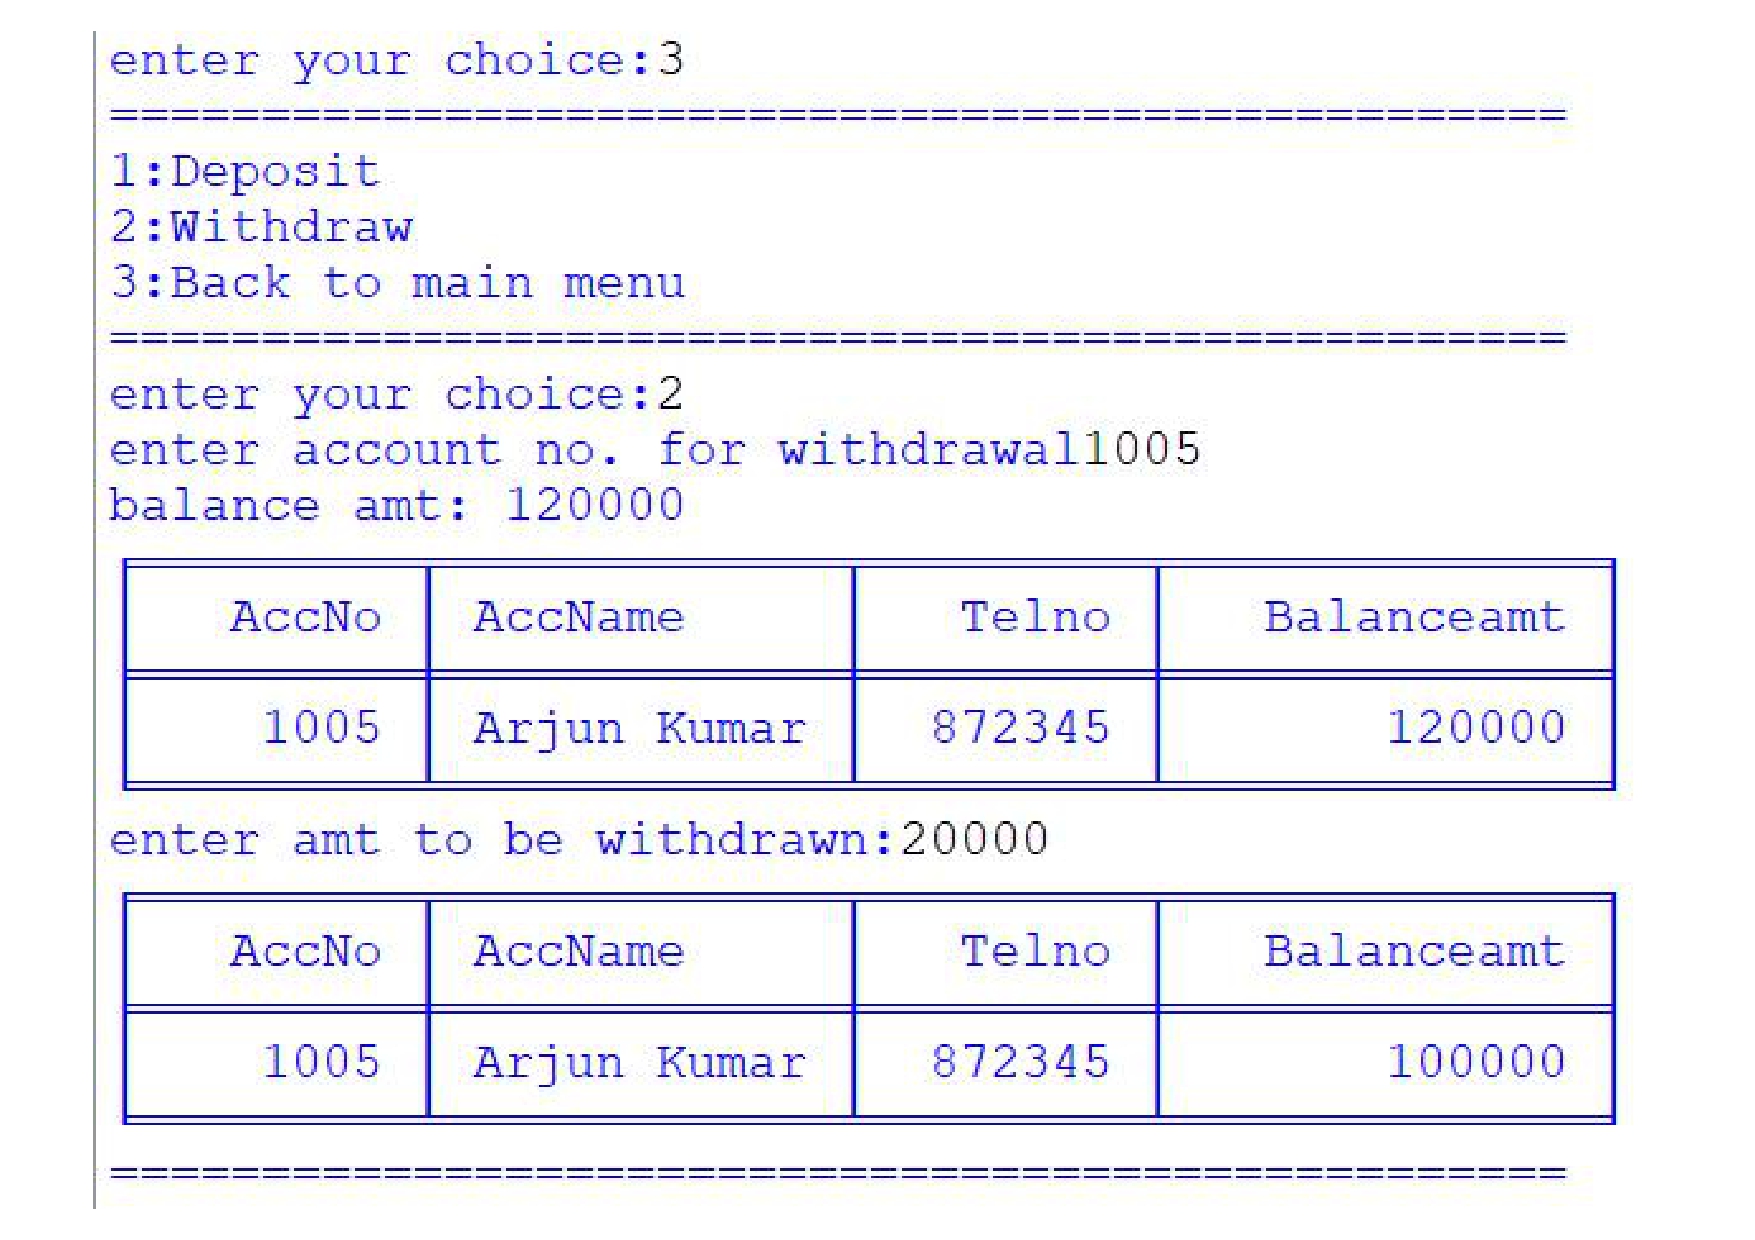 enter your choice:3
================================================
1:Deposit
2:Withdraw
3:Back to main menu
================================================
enter your choice:2
enter account no. for withdrawal1005
balance amt: 120000
AccNo AccName Telno Balanceamt
1005 Arjun Kumar 872345 120000
enter amt to be withdrawn:20000
AccNo AccName Telno Balanceamt
1005 Arjun Kumar 872345 100000
================================================